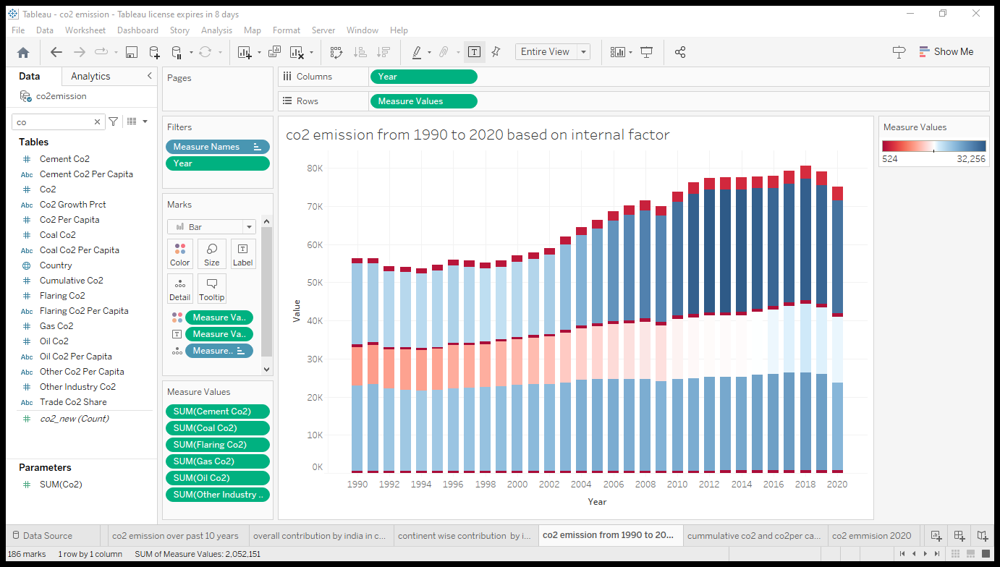 Tableau - co2 emission - Tableau license expires in 8 days
File Data Worksheet Dashboard Story Analysis Map Format Server Window Help
Entire View
Show Me
Data Analytics
co2emission
co
Tables
Cement Co2
Abc Cement Co2 Per Capita
Co2
Abc Co2 Growth Prct
Co2 Per Capita
Coal Co2
Abc Coal Co2 Per Capita
Country
Cumulative Co2
Flaring Co2
Abc Flaring Co2 Per Capita
Gas Co2
Oil Co2
Abc Oil Co2 Per Capita
Abc Other Co2 Per Capita
Other Industry Co2
Abc Trade Co2 Share
co2_new (Count)
Parameters
SUM(Co2)
Pages
Filters
Measure Names
Year
Marks
Bar
Color Size Label
Detail Tooltip
Measure Va..
Measure Va..
Measure..
Measure Values
SUM(Cement Co2)
SUM(Coal Co2)
SUM(Flaring Co2)
SUM(Gas Co2)
SUM(Oil Co2)
SUM(Other Industry ..
Columns Year
Rows Measure Values
co2 emission from 1990 to 2020 based on internal factor
80K
70K
60K
50K
40K
30K
20K
10K
0K
Value
1990 1992 1994 1996 1998 2000 2002 2004 2006 2008 2010 2012 2014 2016 2018 2020
Year
Measure Values
524 32,256
Data Source co2 emission over past 10 years overall contribution by india in c... continent wise contribution by i... co2 emission from 1990 to 20... cummulative co2 and co2per ca... co2 emmision 2020
186 marks 1 row by 1 column SUM of Measure Values: 2,052,151